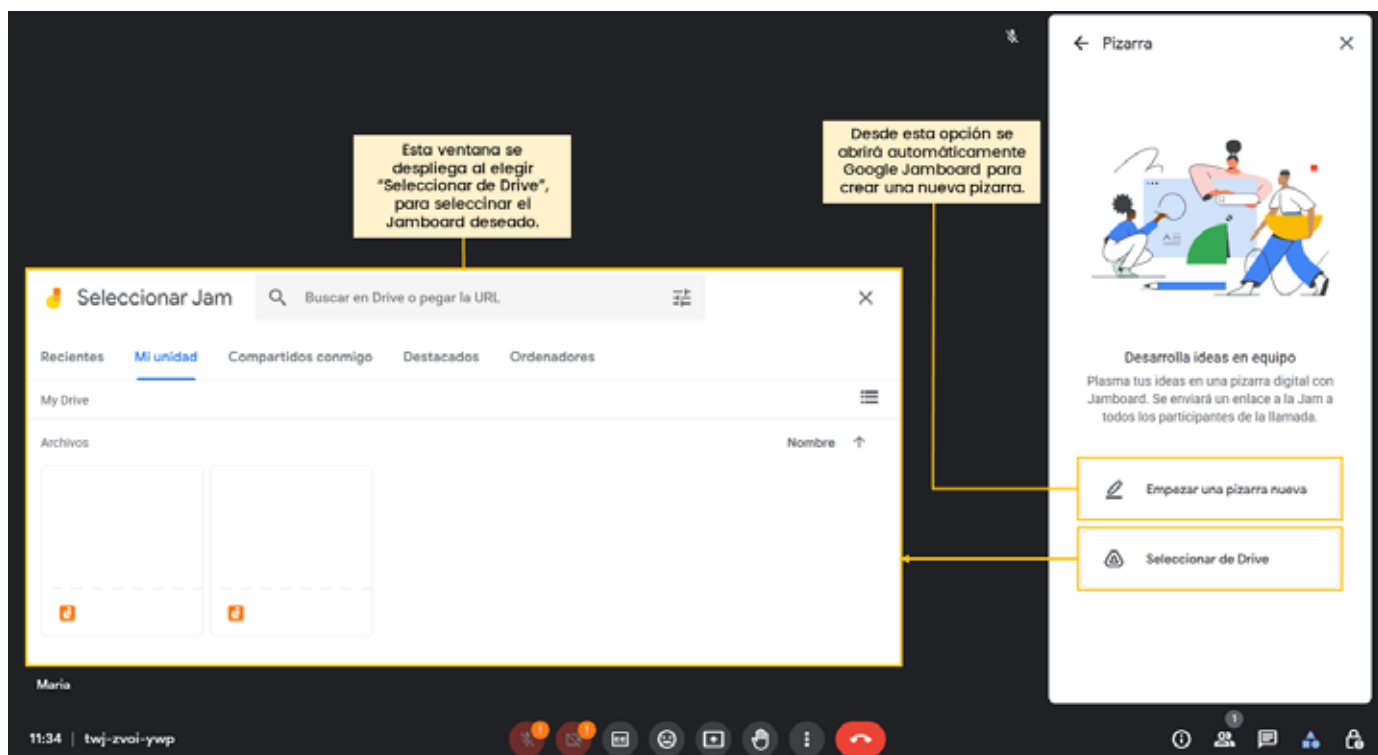 Pizarra
Esta ventana se
despliega al elegir
“Seleccionar de Drive”,
para seleccinar el
Jamboard deseado.
Desde esta opción se
abrirá automáticamente
Google Jamboard para
crear una nueva pizarra.
Seleccionar Jam
Buscar en Drive o pegar la URL
Recientes Mi unidad Compartidos conmigo Destacados Ordenadores
My Drive
Archivos Nombre
Desarrolla ideas en equipo
Plasma tus ideas en una pizarra digital con
Jamboard. Se enviará un enlace a la Jam a
todos los participantes de la llamada.
Empezar una pizarra nueva
Seleccionar de Drive
Maria
11:34 | twj-zvoi-ywp
1